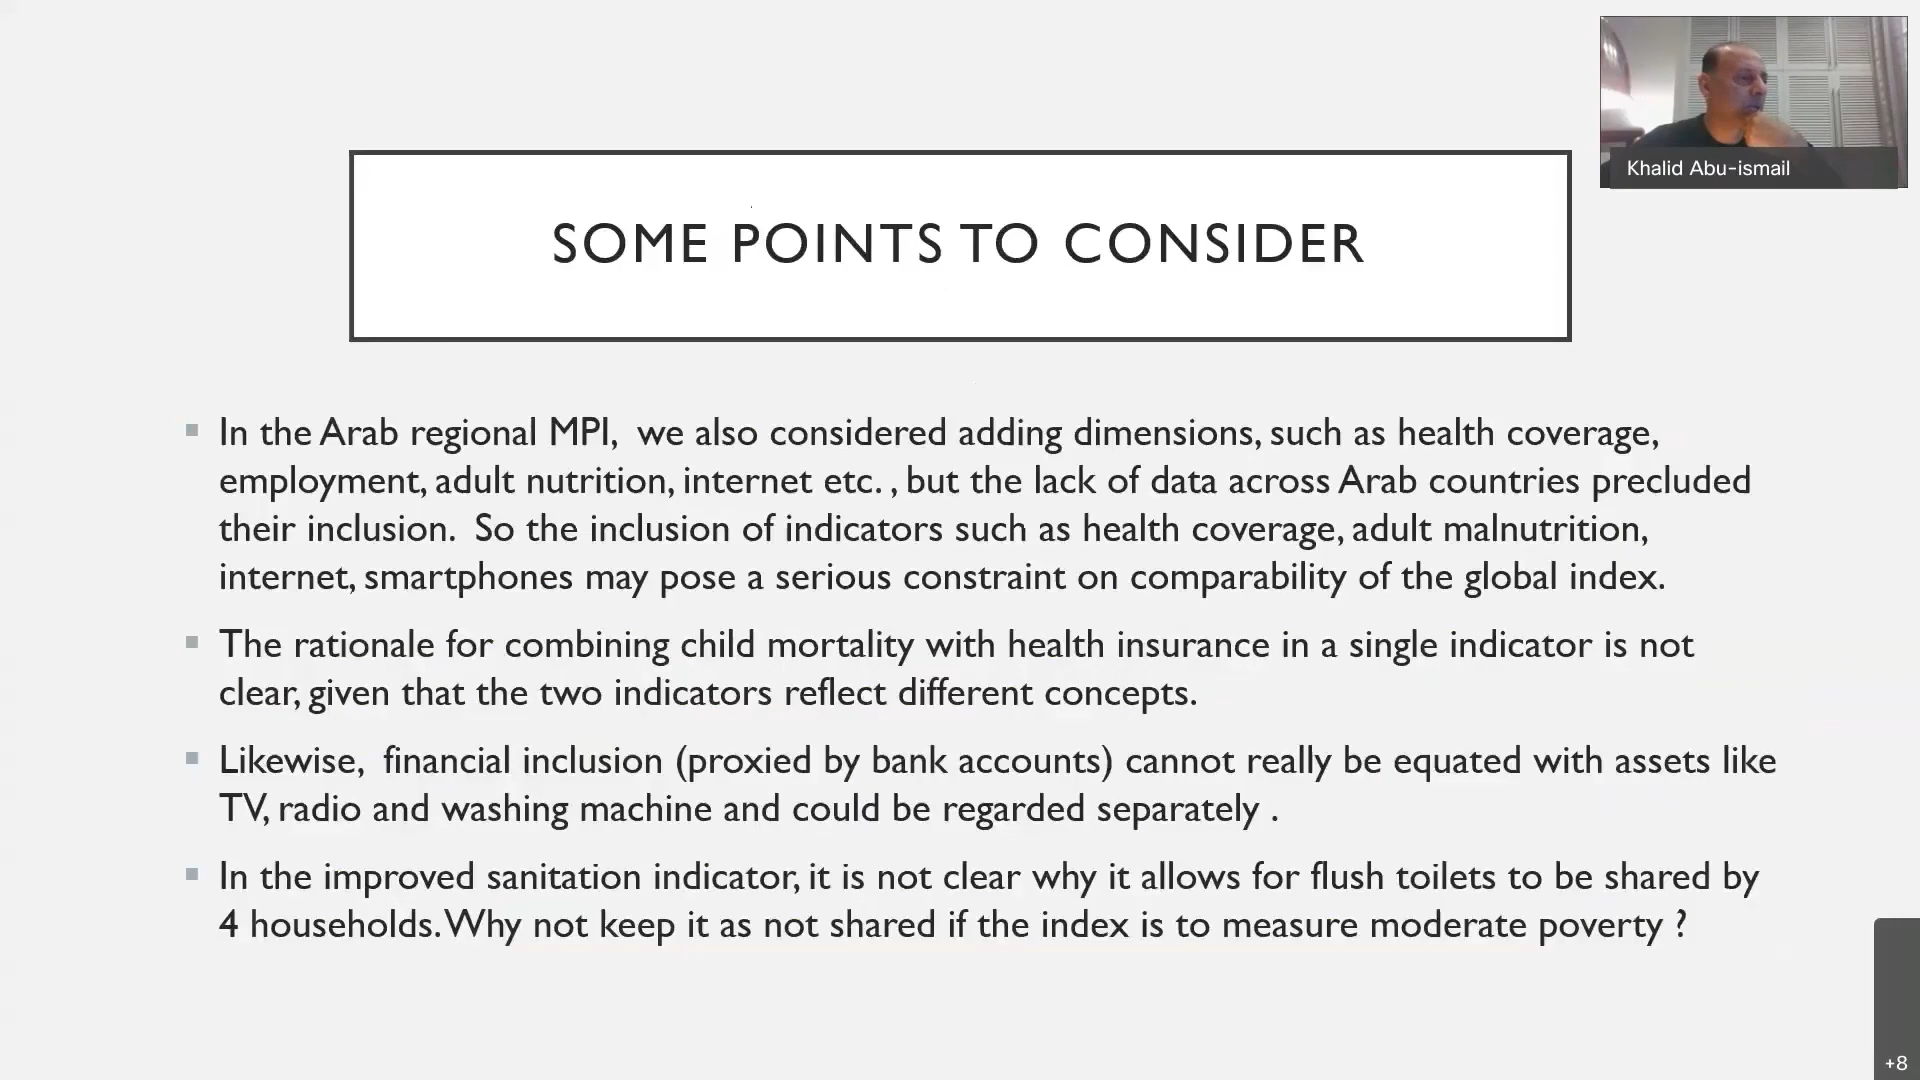 Khalid Abu-ismail
SOME POINTS TO CONSIDER
In the Arab regional MPI,  we also considered adding dimensions, such as health coverage,
employment, adult nutrition, internet etc. , but the lack of data across Arab countries precluded
their inclusion.  So the inclusion of indicators such as health coverage, adult malnutrition,
internet, smartphones may pose a serious constraint on comparability of the global index.
The rationale for combining child mortality with health insurance in a single indicator is not
clear, given that the two indicators reflect different concepts.
Likewise,  financial inclusion (proxied by bank accounts) cannot really be equated with assets like
TV, radio and washing machine and could be regarded separately .
In the improved sanitation indicator, it is not clear why it allows for flush toilets to be shared by
4 households. Why not keep it as not shared if the index is to measure moderate poverty ?
+8